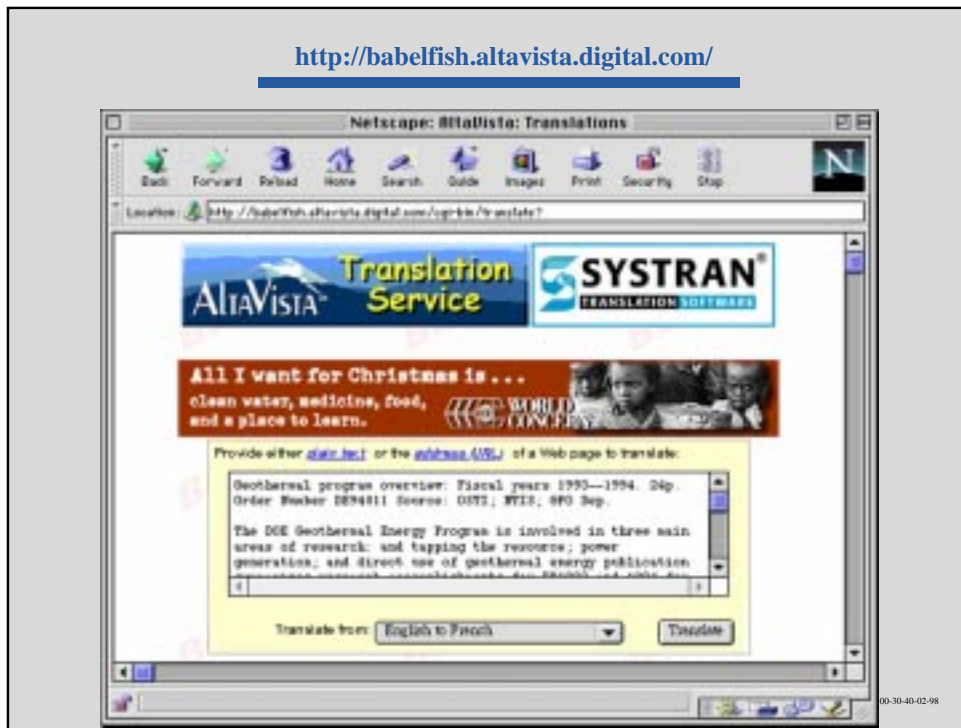 http://babelfish.altavista.digital.com/
Netscape: AltaVista: Translations
Back Forward Reload Home Search Guide Images Print Security Stop
Location: http://babelfish.altavista.digital.com/cgi-bin/translate?
N
ALTAVISTA™ Translation Service
SYSTRAN®
TRANSLATION SOFTWARE
All I want for Christmas is...
clean water, medicine, food,
and a place to learn.
WORLD CONCERN
Provide either plain text or the address (URL) of a Web page to translate:
Geothermal program overview: Fiscal years 1993--1994. 24p.
Order Number DE94011 Source: OSTI; NTIS; GPO Dep.
The DOE Geothermal Energy Program is involved in three main
areas of research: and tapping the resource; power
generation; and direct use of geothermal energy publication
Translate from: English to French Translate
00-30-40-02-98